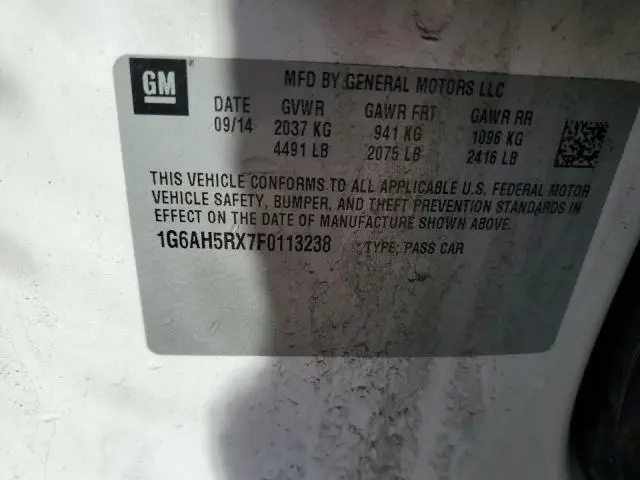 GM
MFD BY GENERAL MOTORS LLC
DATE GVWR GAWR FRT GAWR RR
09/14 2037 KG 941 KG 1096 KG
4491 LB 2075 LB 2416 LB
THIS VEHICLE CONFORMS TO ALL APPLICABLE U.S. FEDERAL MOTOR
VEHICLE SAFETY, BUMPER, AND THEFT PREVENTION STANDARDS IN
EFFECT ON THE DATE OF MANUFACTURE SHOWN ABOVE.
1G6AH5RX7F0113238 TYPE: PASS CAR